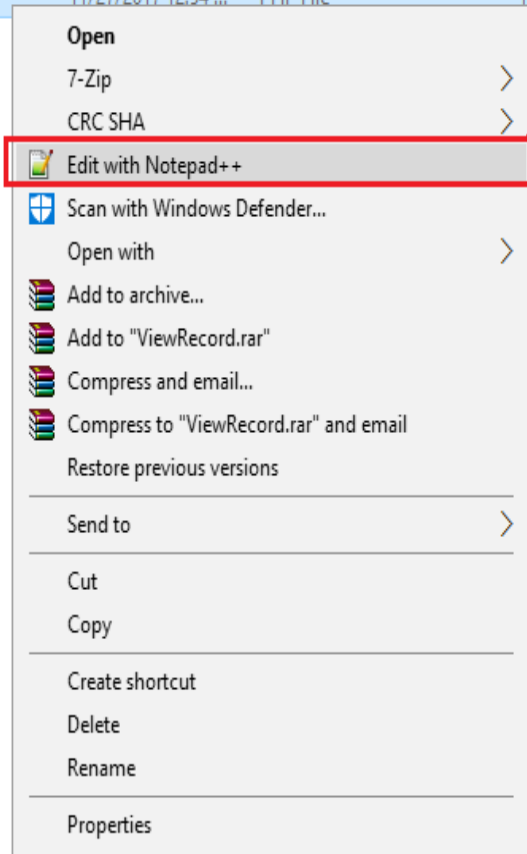 Open
7-Zip
CRC SHA
Edit with Notepad++
Scan with Windows Defender...
Open with
Add to archive...
Add to "ViewRecord.rar"
Compress and email...
Compress to "ViewRecord.rar" and email
Restore previous versions
Send to
Cut
Copy
Create shortcut
Delete
Rename
Properties